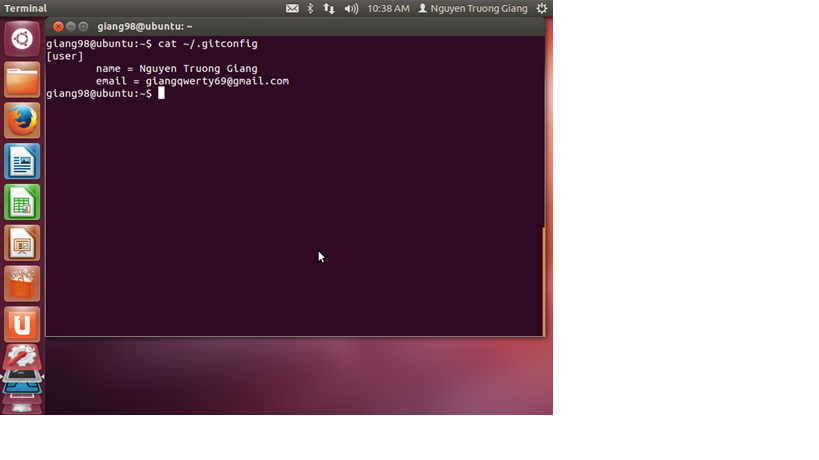 Terminal
10:38 AM Nguyen Truong Giang
giang98@ubuntu: ~
giang98@ubuntu:~$ cat ~/.gitconfig
[user]
name = Nguyen Truong Giang
email = giangqwerty69@gmail.com
giang98@ubuntu:~$